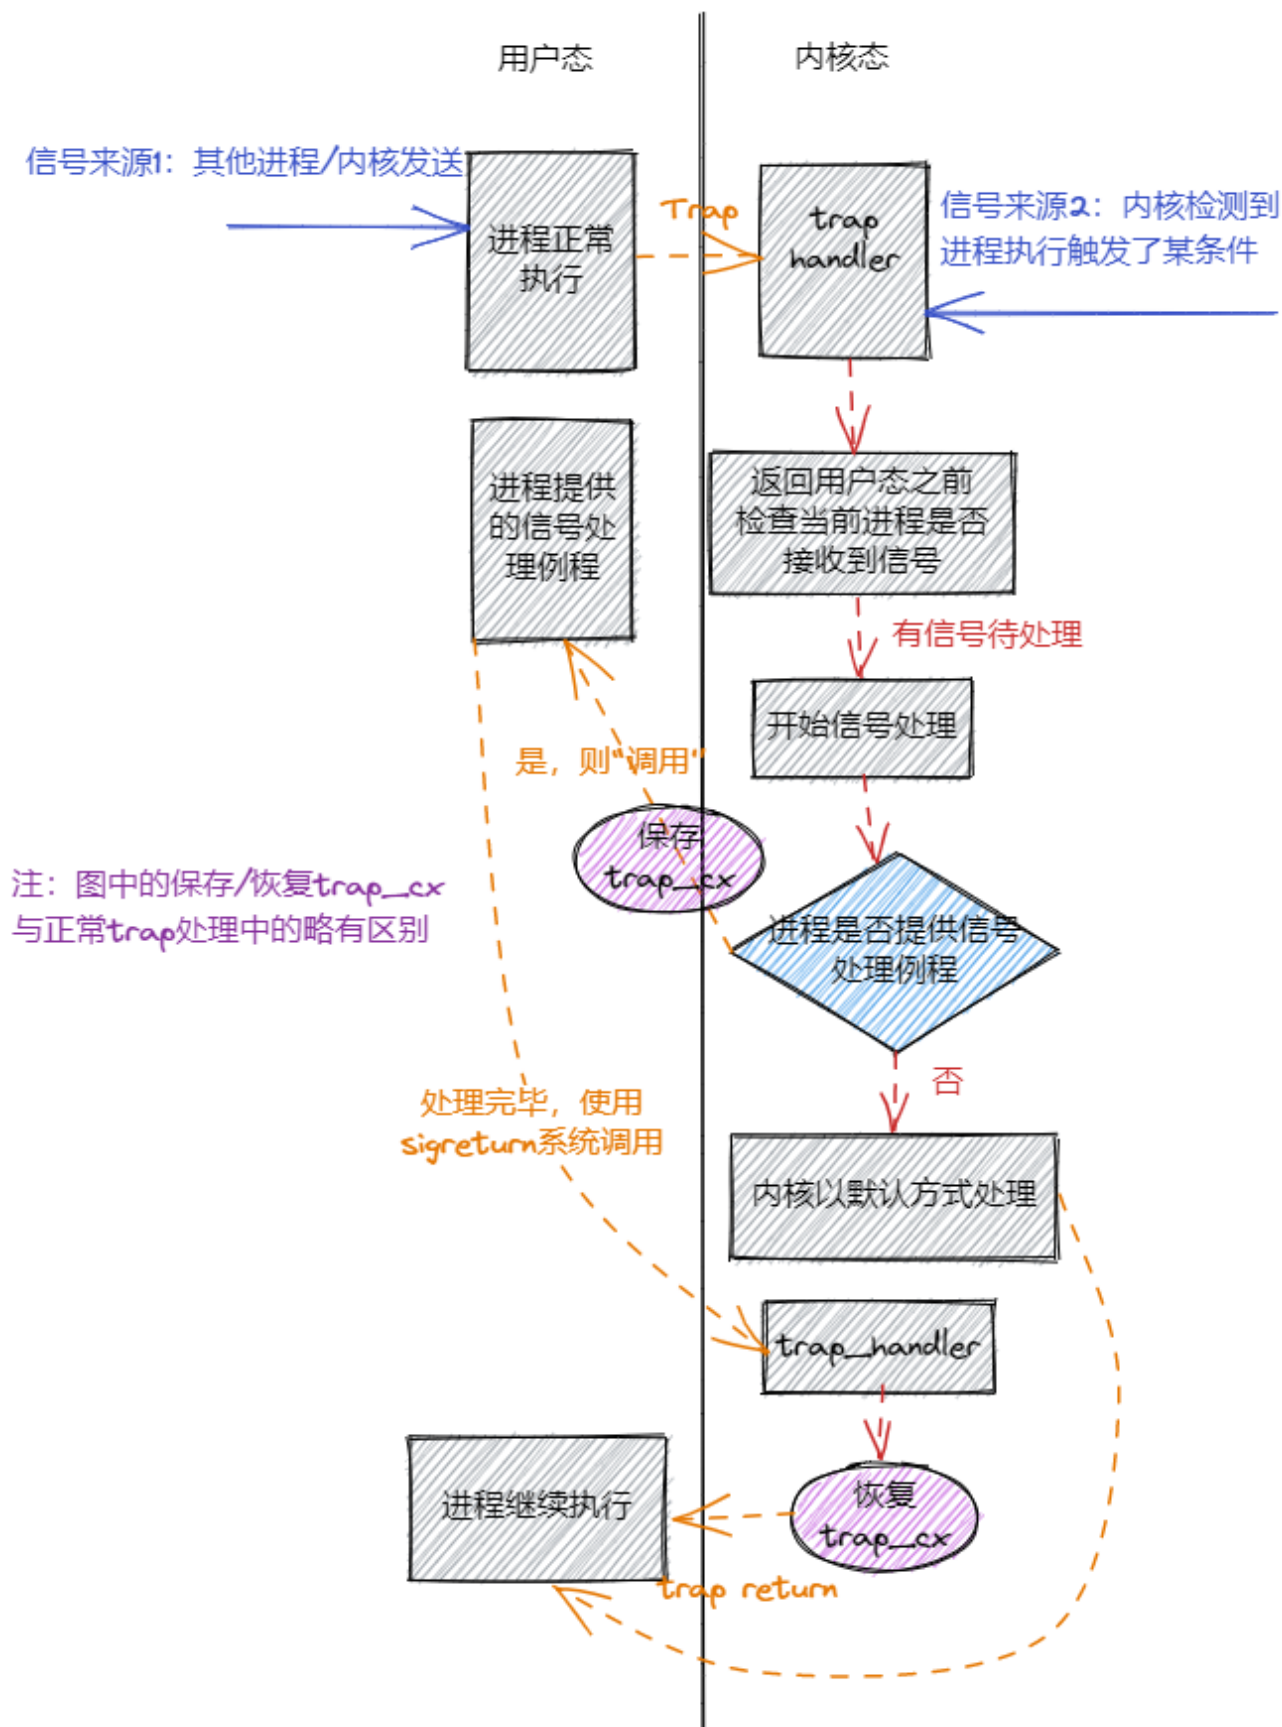 用户态
内核态
信号来源1：其他进程/内核发送
进程正常
执行
Trap
trap
handler
信号来源2：内核检测到
进程执行触发了某条件
进程提供
的信号处
理例程
返回用户态之前
检查当前进程是否
接收到信号
有信号待处理
开始信号处理
是，则"调用"
保存
trap_cx
注：图中的保存/恢复trap_cx
与正常trap处理中的略有区别
进程是否提供信号
处理例程
否
处理完毕，使用
sigreturn系统调用
内核以默认方式处理
trap_handler
进程继续执行
恢复
trap_cx
trap return